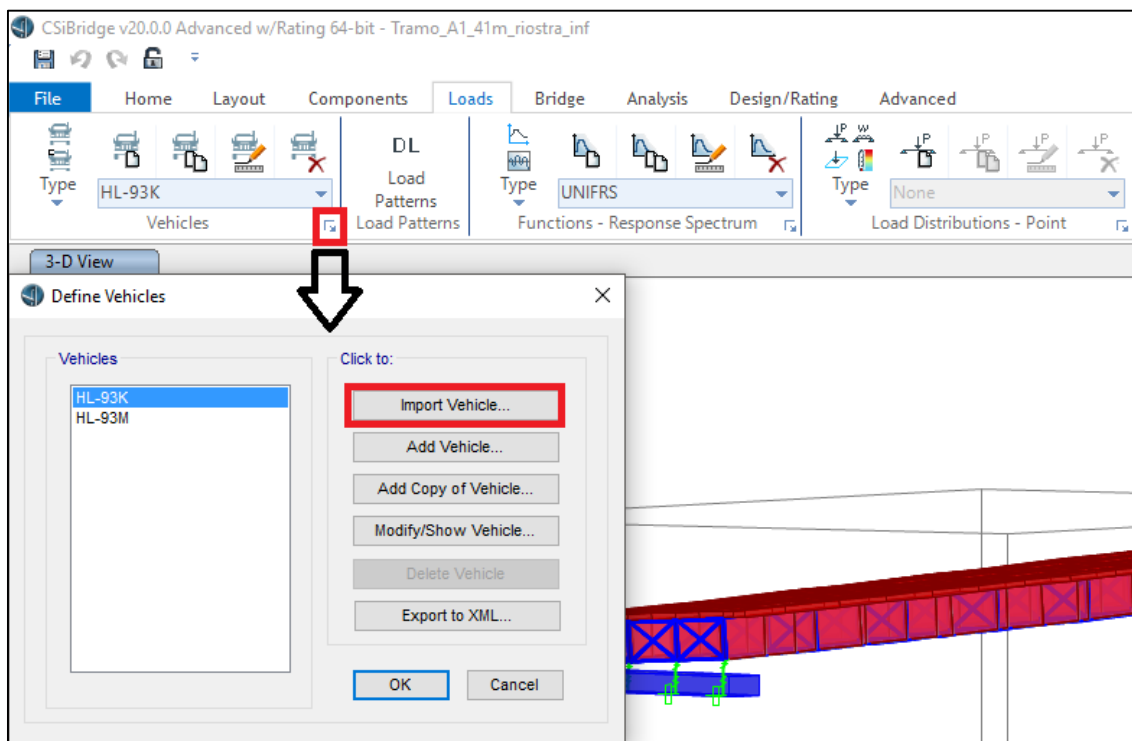 CSiBridge v20.0.0 Advanced w/Rating 64-bit - Tramo_A1_41m_riostra_inf
File Home Layout Components Loads Bridge Analysis Design/Rating Advanced
Type
HL-93K
Vehicles
DL
Load
Patterns
Load Patterns
Type
UNIFRS
Functions - Response Spectrum
P W
Type
P P P P
None
Load Distributions - Point
3-D View
Define Vehicles
Vehicles
HL-93K
HL-93M
Click to:
Import Vehicle...
Add Vehicle...
Add Copy of Vehicle...
Modify/Show Vehicle...
Delete Vehicle
Export to XML...
OK Cancel